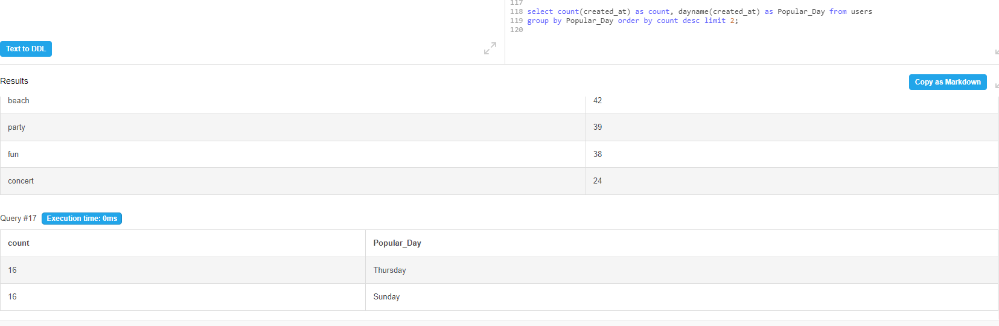 117
118 select count(created_at) as count, dayname(created_at) as Popular_Day from users
119 group by Popular_Day order by count desc limit 2;
120
Text to DDL
Results
Copy as Markdown
beach 42
party 39
fun 38
concert 24
Query #17 Execution time: 0ms
count Popular_Day
16 Thursday
16 Sunday